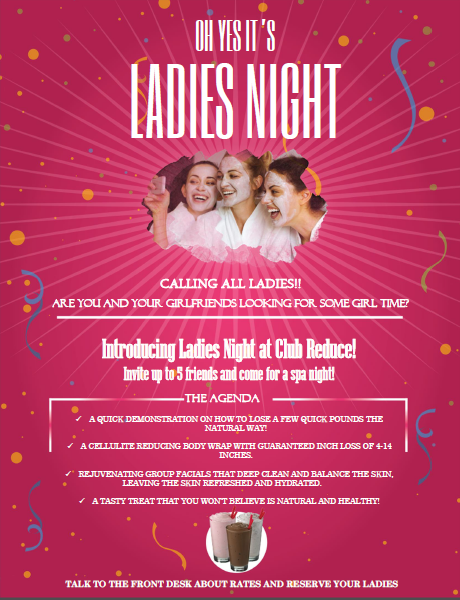 OH YES IT'S
LADIES NIGHT
CALLING ALL LADIES!!
ARE YOU AND YOUR GIRLFRIENDS LOOKING FOR SOME GIRL TIME?
Introducing Ladies Night at Club Reduce!
Invite up to 5 friends and come for a spa night!
THE AGENDA
✓ A QUICK DEMONSTRATION ON HOW TO LOSE A FEW QUICK POUNDS THE
NATURAL WAY!
✓ A CELLULITE REDUCING BODY WRAP WITH GUARANTEED INCH LOSS OF 4-14
INCHES.
✓ REJUVENATING GROUP FACIALS THAT DEEP CLEAN AND BALANCE THE SKIN,
LEAVING THE SKIN REFRESHED AND HYDRATED.
✓ A TASTY TREAT THAT YOU WON'T BELIEVE IS NATURAL AND HEALTHY!
TALK TO THE FRONT DESK ABOUT RATES AND RESERVE YOUR LADIES